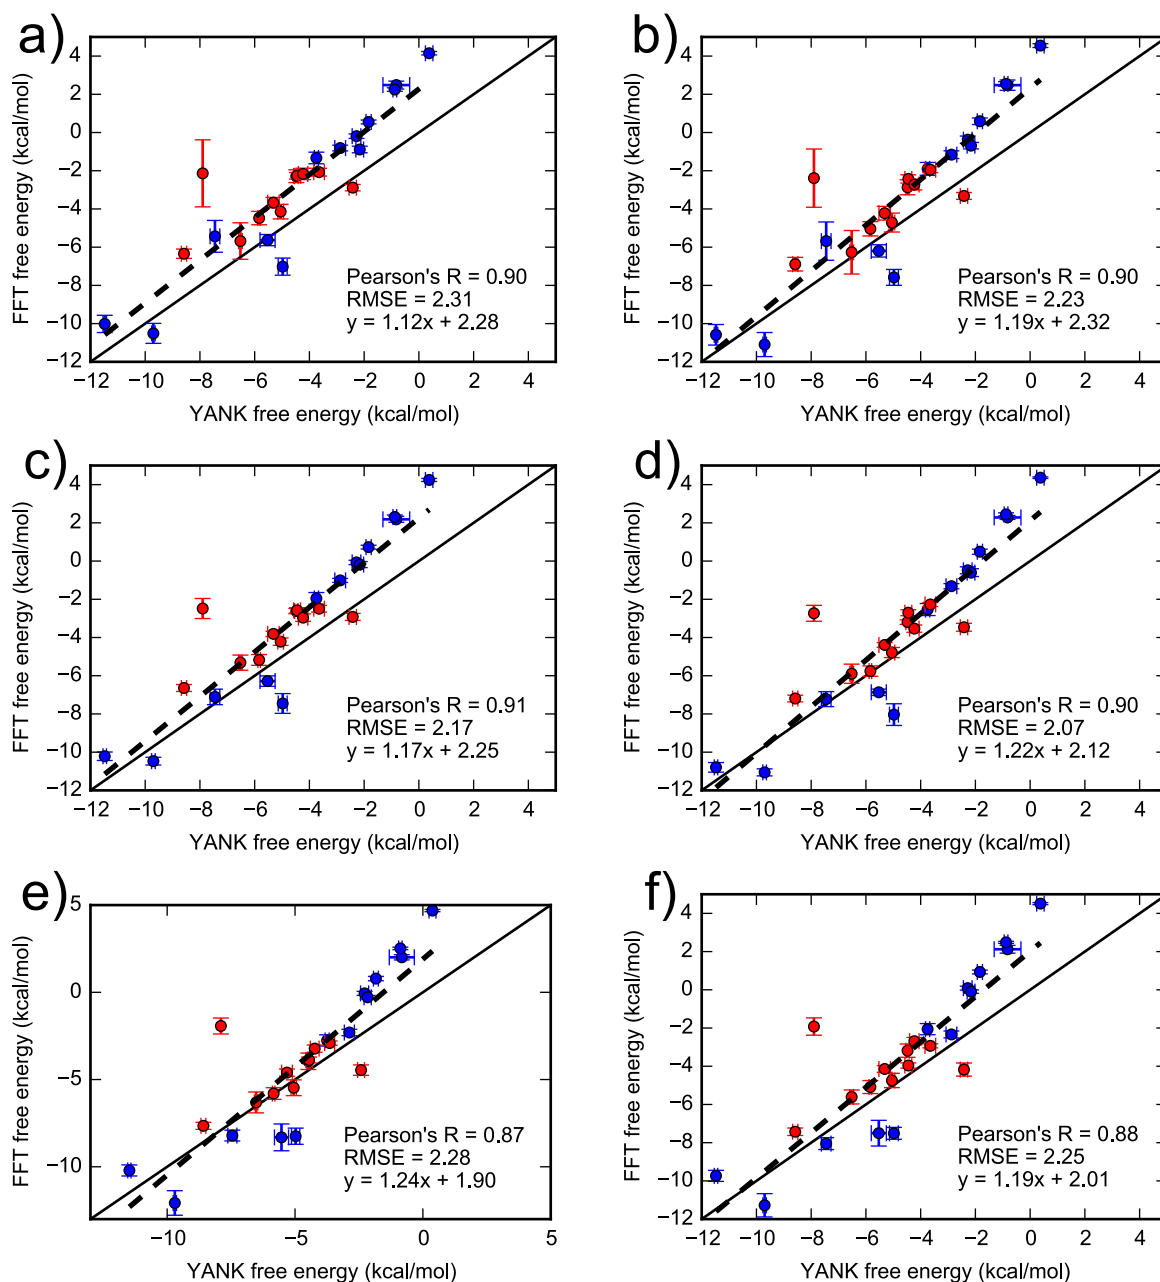 a)
FFT free energy (kcal/mol)
4
2
0
−2
−4
−6
−8
−10
−12
Pearson's R = 0.90
RMSE = 2.31
y = 1.12x + 2.28
−12 −10 −8 −6 −4 −2 0 2 4
YANK free energy (kcal/mol)
b)
FFT free energy (kcal/mol)
4
2
0
−2
−4
−6
−8
−10
−12
Pearson's R = 0.90
RMSE = 2.23
y = 1.19x + 2.32
−12 −10 −8 −6 −4 −2 0 2 4
YANK free energy (kcal/mol)
c)
FFT free energy (kcal/mol)
4
2
0
−2
−4
−6
−8
−10
−12
Pearson's R = 0.91
RMSE = 2.17
y = 1.17x + 2.25
−12 −10 −8 −6 −4 −2 0 2 4
YANK free energy (kcal/mol)
d)
FFT free energy (kcal/mol)
4
2
0
−2
−4
−6
−8
−10
−12
Pearson's R = 0.90
RMSE = 2.07
y = 1.22x + 2.12
−12 −10 −8 −6 −4 −2 0 2 4
YANK free energy (kcal/mol)
e)
FFT free energy (kcal/mol)
5
0
−5
−10
Pearson's R = 0.87
RMSE = 2.28
y = 1.24x + 1.90
−10 −5 0 5
YANK free energy (kcal/mol)
f)
FFT free energy (kcal/mol)
4
2
0
−2
−4
−6
−8
−10
−12
Pearson's R = 0.88
RMSE = 2.25
y = 1.19x + 2.01
−12 −10 −8 −6 −4 −2 0 2 4
YANK free energy (kcal/mol)